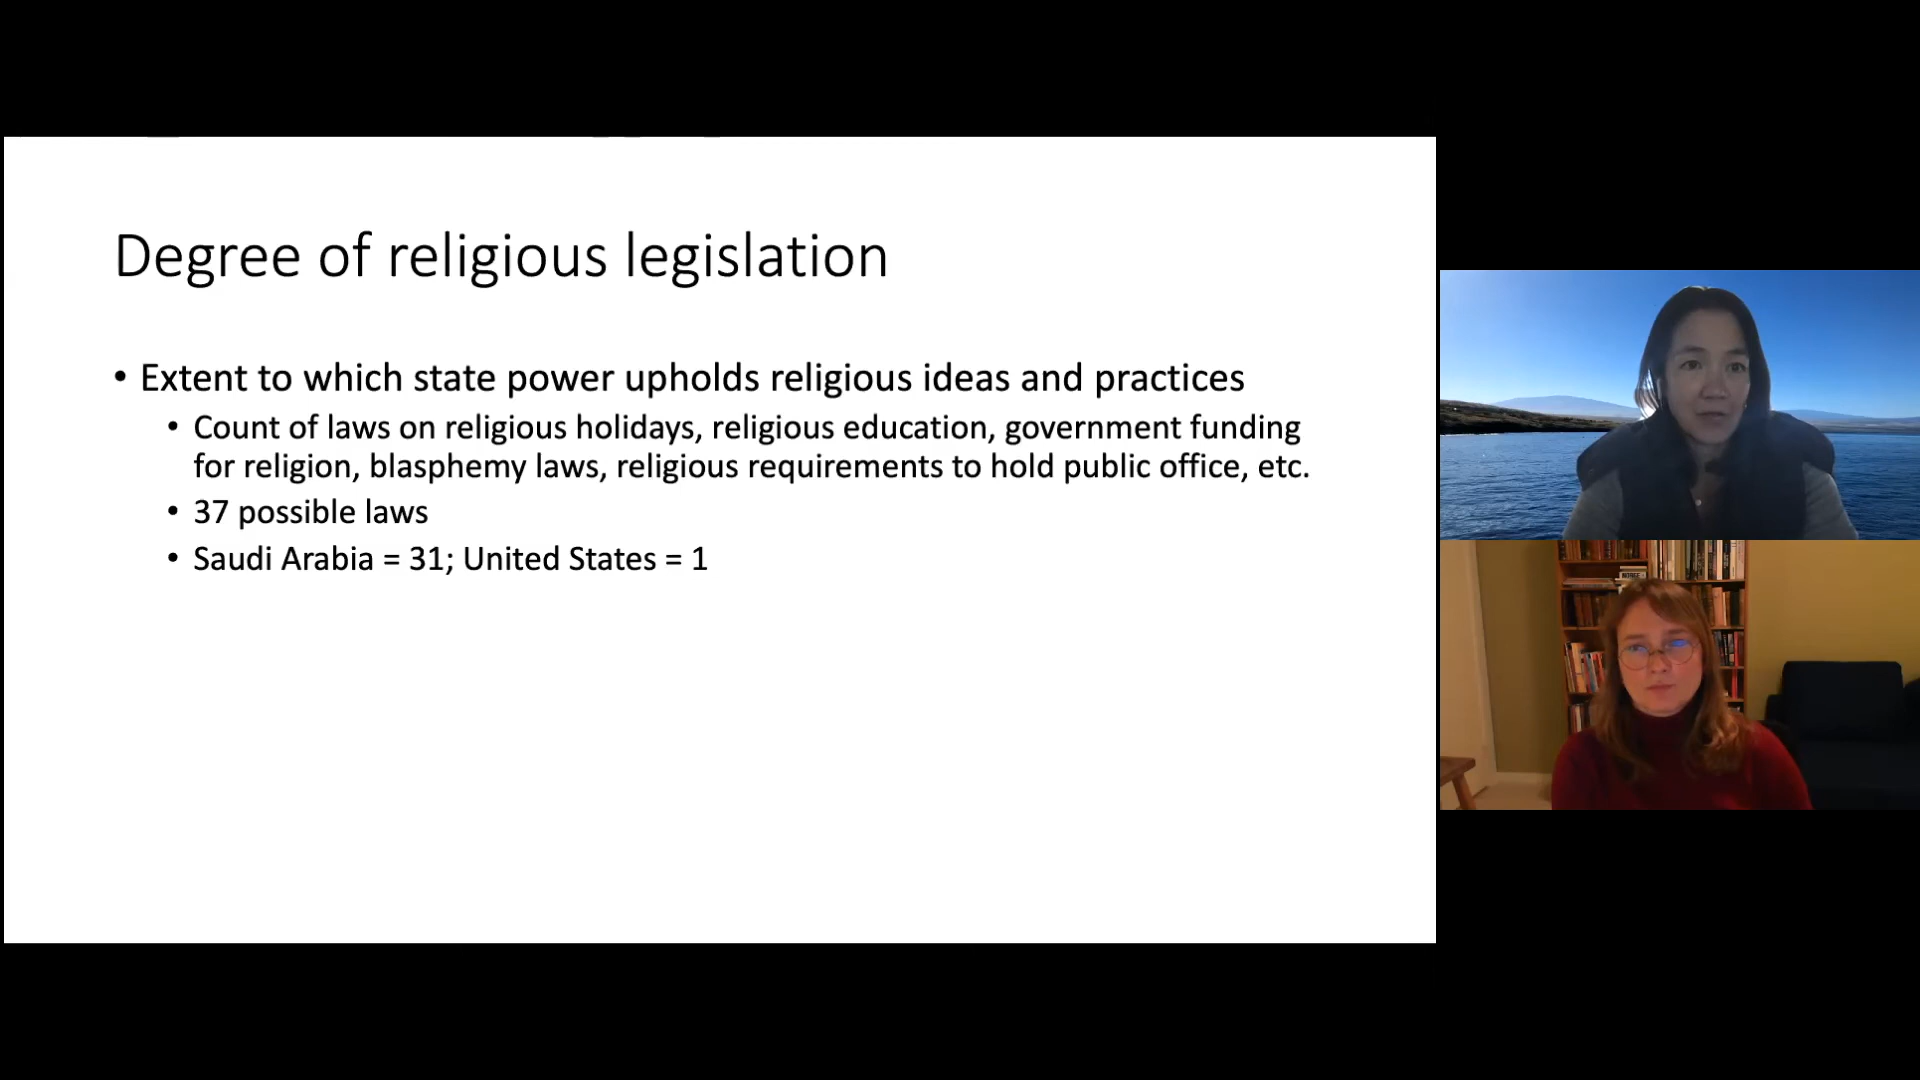 Degree of religious legislation
• Extent to which state power upholds religious ideas and practices
• Count of laws on religious holidays, religious education, government funding
for religion, blasphemy laws, religious requirements to hold public office, etc.
• 37 possible laws
• Saudi Arabia = 31; United States = 1